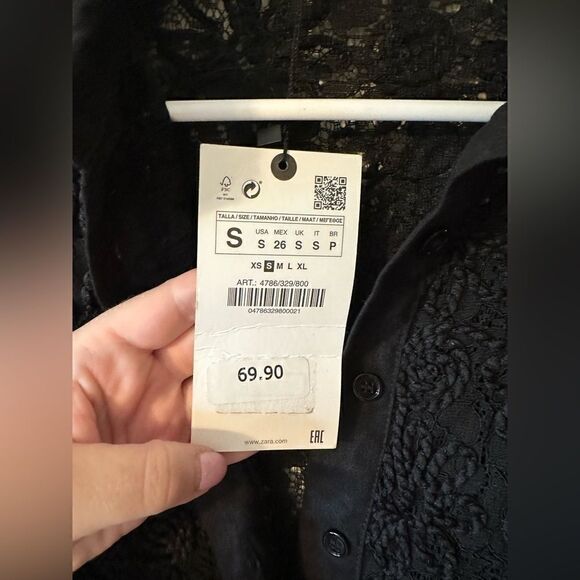 FSC
TALLA / SIZE / TAMANHO / TAILLE / MAAT / ΜΕΓΕΘΟΣ
S
USA MEX UK IT BR
S 26 S S P
XS S M L XL
ART.: 4786/329/800
04786329800021
69.90
www.zara.com
EAC